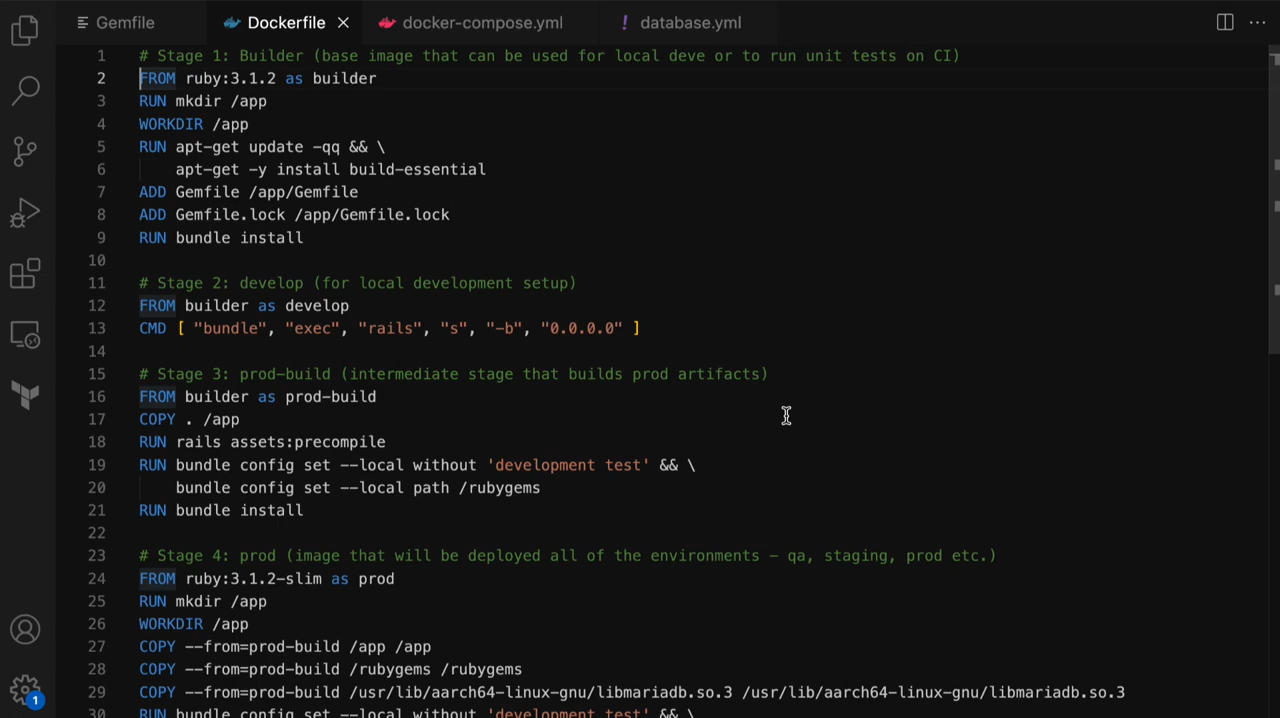 Gemfile
Dockerfile
docker-compose.yml
! database.yml
1 # Stage 1: Builder (base image that can be used for local deve or to run unit tests on CI)
2 FROM ruby:3.1.2 as builder
3 RUN mkdir /app
4 WORKDIR /app
5 RUN apt-get update -qq && \
6 apt-get -y install build-essential
7 ADD Gemfile /app/Gemfile
8 ADD Gemfile.lock /app/Gemfile.lock
9 RUN bundle install
10
11 # Stage 2: develop (for local development setup)
12 FROM builder as develop
13 CMD [ "bundle", "exec", "rails", "s", "-b", "0.0.0.0" ]
14
15 # Stage 3: prod-build (intermediate stage that builds prod artifacts)
16 FROM builder as prod-build
17 COPY . /app
18 RUN rails assets:precompile
19 RUN bundle config set --local without 'development test' && \
20 bundle config set --local path /rubygems
21 RUN bundle install
22
23 # Stage 4: prod (image that will be deployed all of the environments - qa, staging, prod etc.)
24 FROM ruby:3.1.2-slim as prod
25 RUN mkdir /app
26 WORKDIR /app
27 COPY --from=prod-build /app /app
28 COPY --from=prod-build /rubygems /rubygems
29 COPY --from=prod-build /usr/lib/aarch64-linux-gnu/libmariadb.so.3 /usr/lib/aarch64-linux-gnu/libmariadb.so.3
30 RUN bundle config set --local without 'development test' && \
1